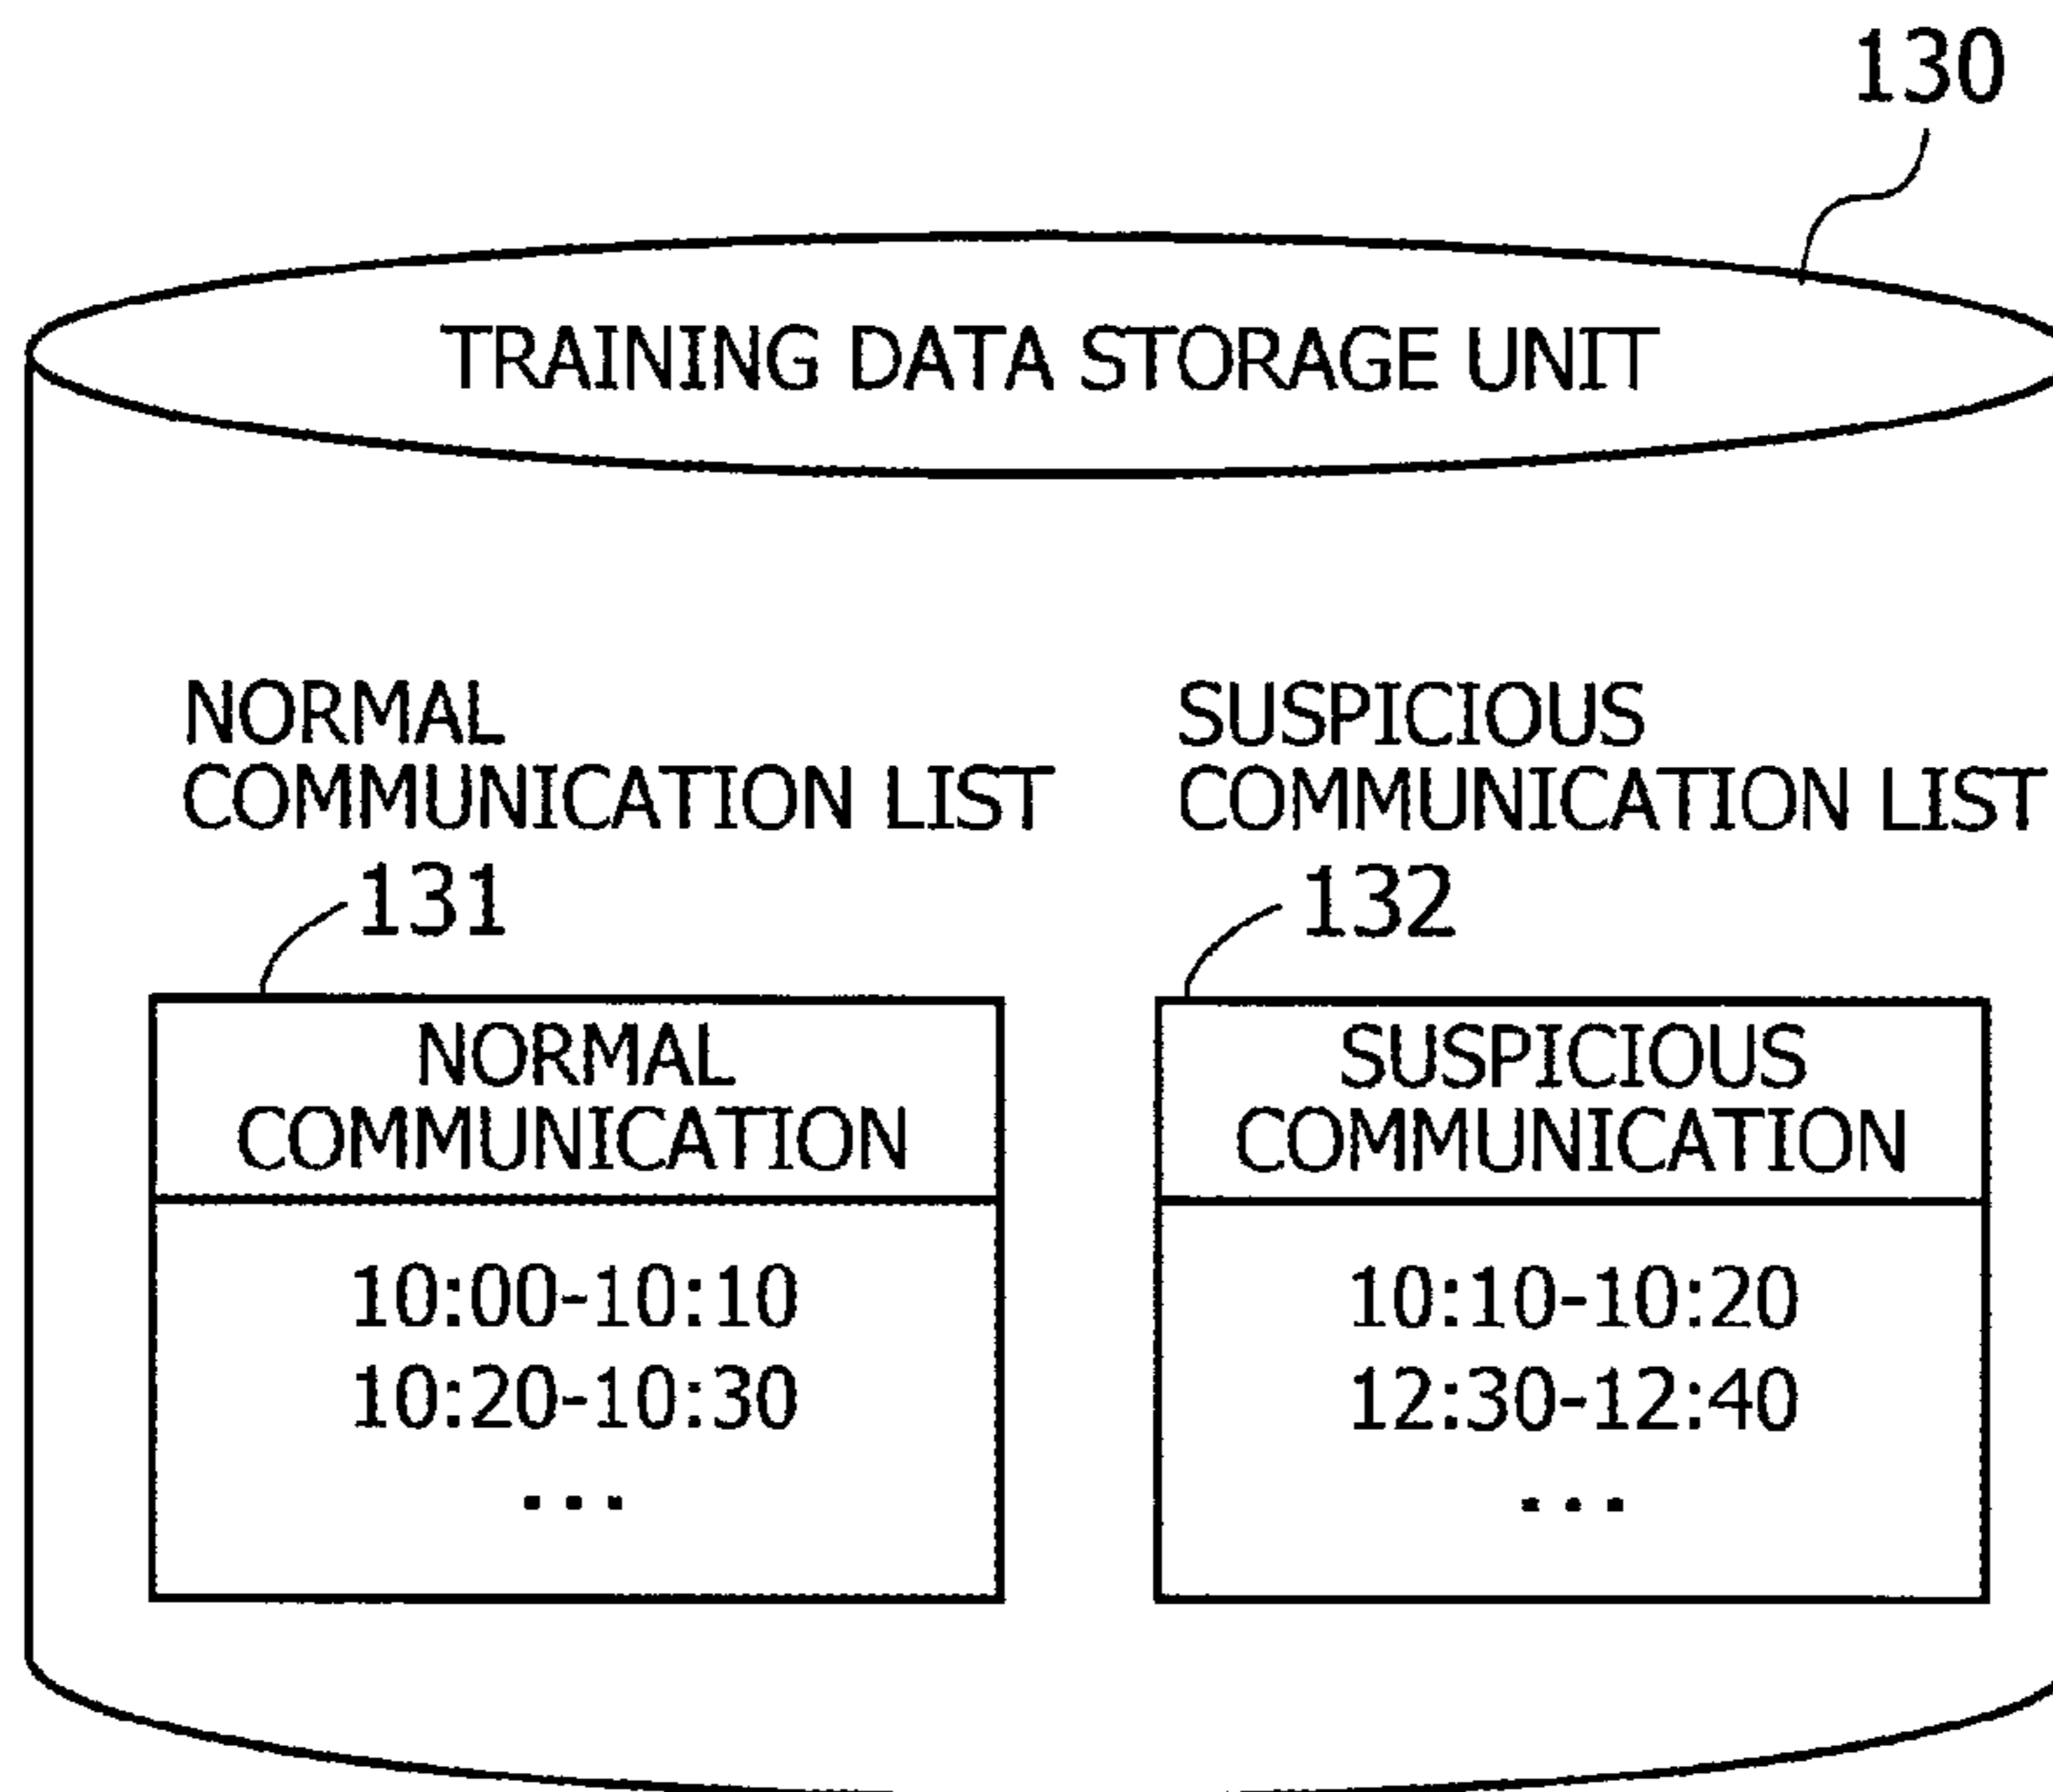 130
TRAINING DATA STORAGE UNIT
NORMAL
COMMUNICATION LIST
131
NORMAL
COMMUNICATION
10:00-10:10
10:20-10:30
...
SUSPICIOUS
COMMUNICATION LIST
132
SUSPICIOUS
COMMUNICATION
10:10-10:20
12:30-12:40
...